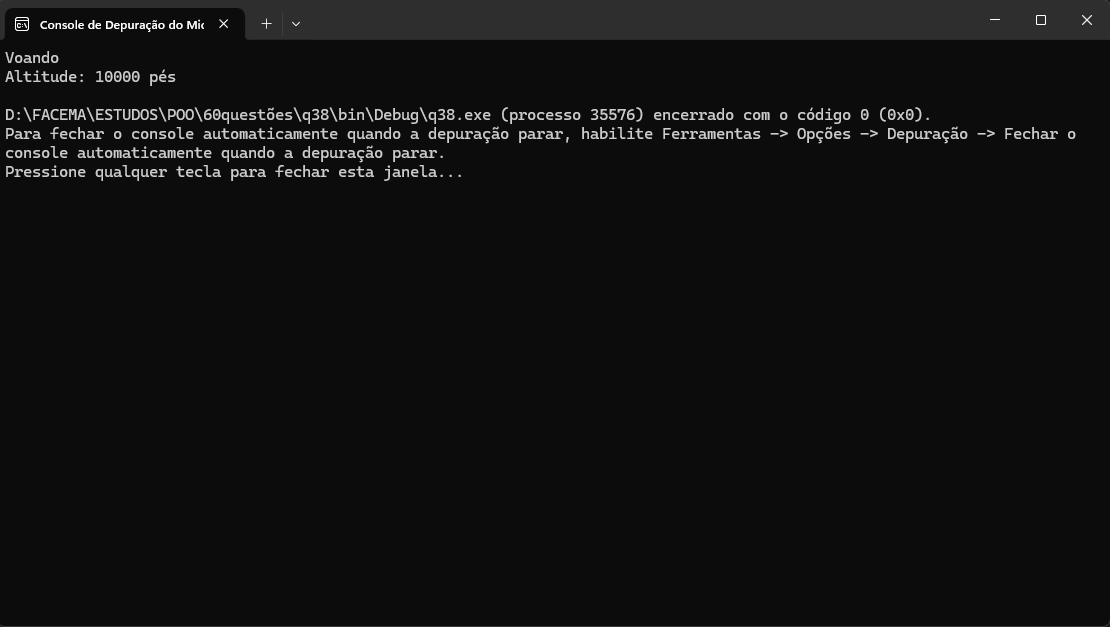 Console de Depuração do Mic
Voando
Altitude: 10000 pés
D:\FACEMA\ESTUDOS\POO\60questões\q38\bin\Debug\q38.exe (processo 35576) encerrado com o código 0 (0x0).
Para fechar o console automaticamente quando a depuração parar, habilite Ferramentas -> Opções -> Depuração -> Fechar o
console automaticamente quando a depuração parar.
Pressione qualquer tecla para fechar esta janela...